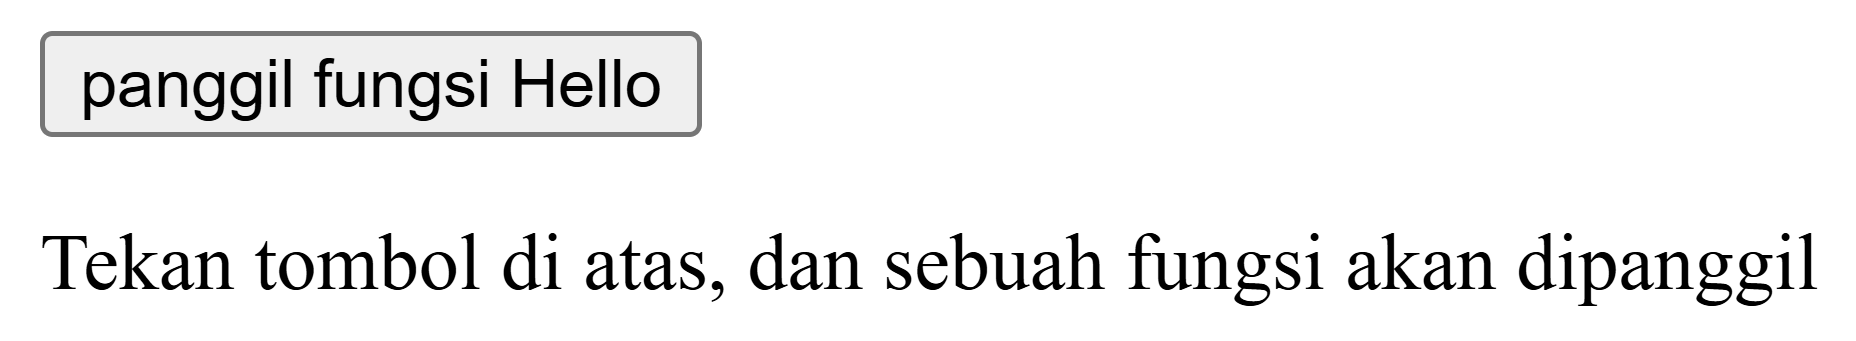 panggil fungsi Hello
Tekan tombol di atas, dan sebuah fungsi akan dipanggil